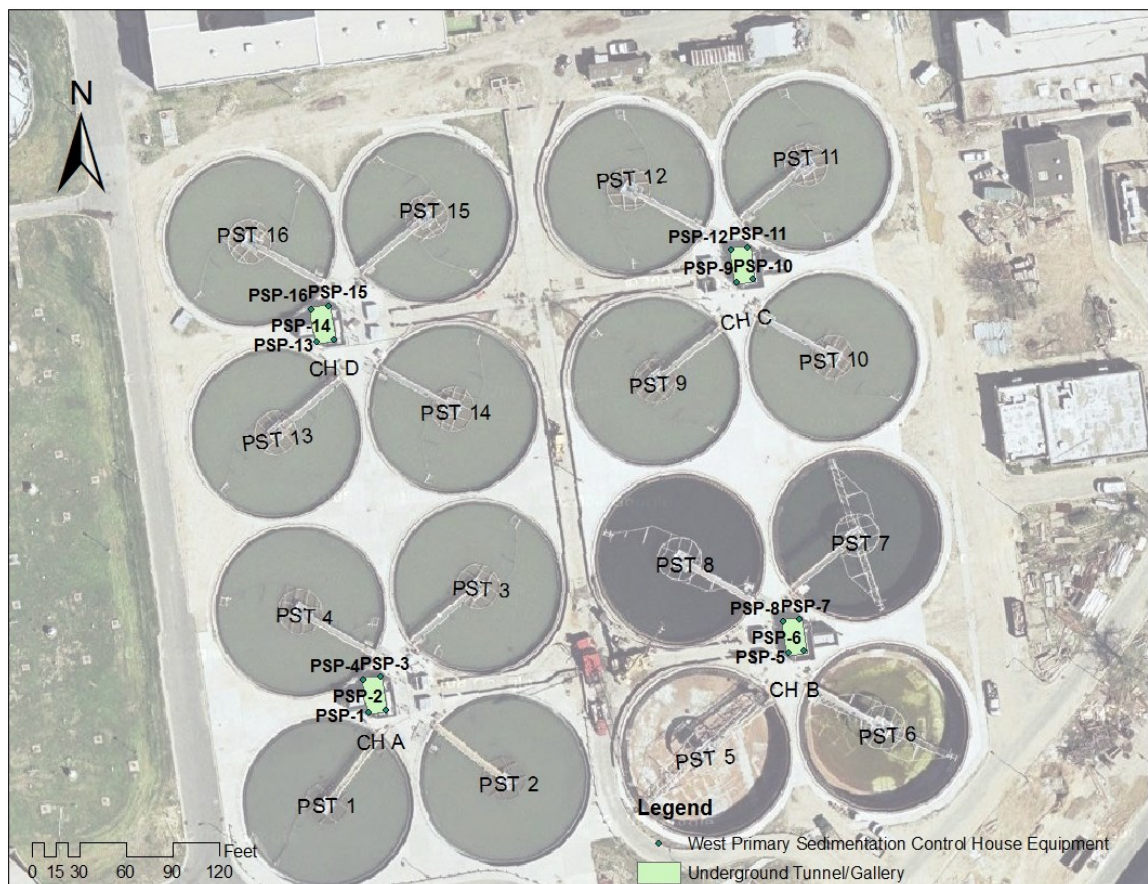 N
PST 11
PST 12
PST 15
PST 16
PSP-12 PSP-11
PSP-9 PSP-10
PSP-16 PSP-15
PSP-14
PSP-13
CH C
CH D
PST 10
PST 9
PST 14
PST 13
PST 7
PST 8
PST 3
PST 4
PSP-8 PSP-7
PSP-6
PSP-5
PSP-4 PSP-3
PSP-2
PSP-1
CH B
CH A
PST 6
PST 5
PST 2
PST 1
Legend
West Primary Sedimentation Control House Equipment
Underground Tunnel/Gallery
Feet
0 15 30 60 90 120